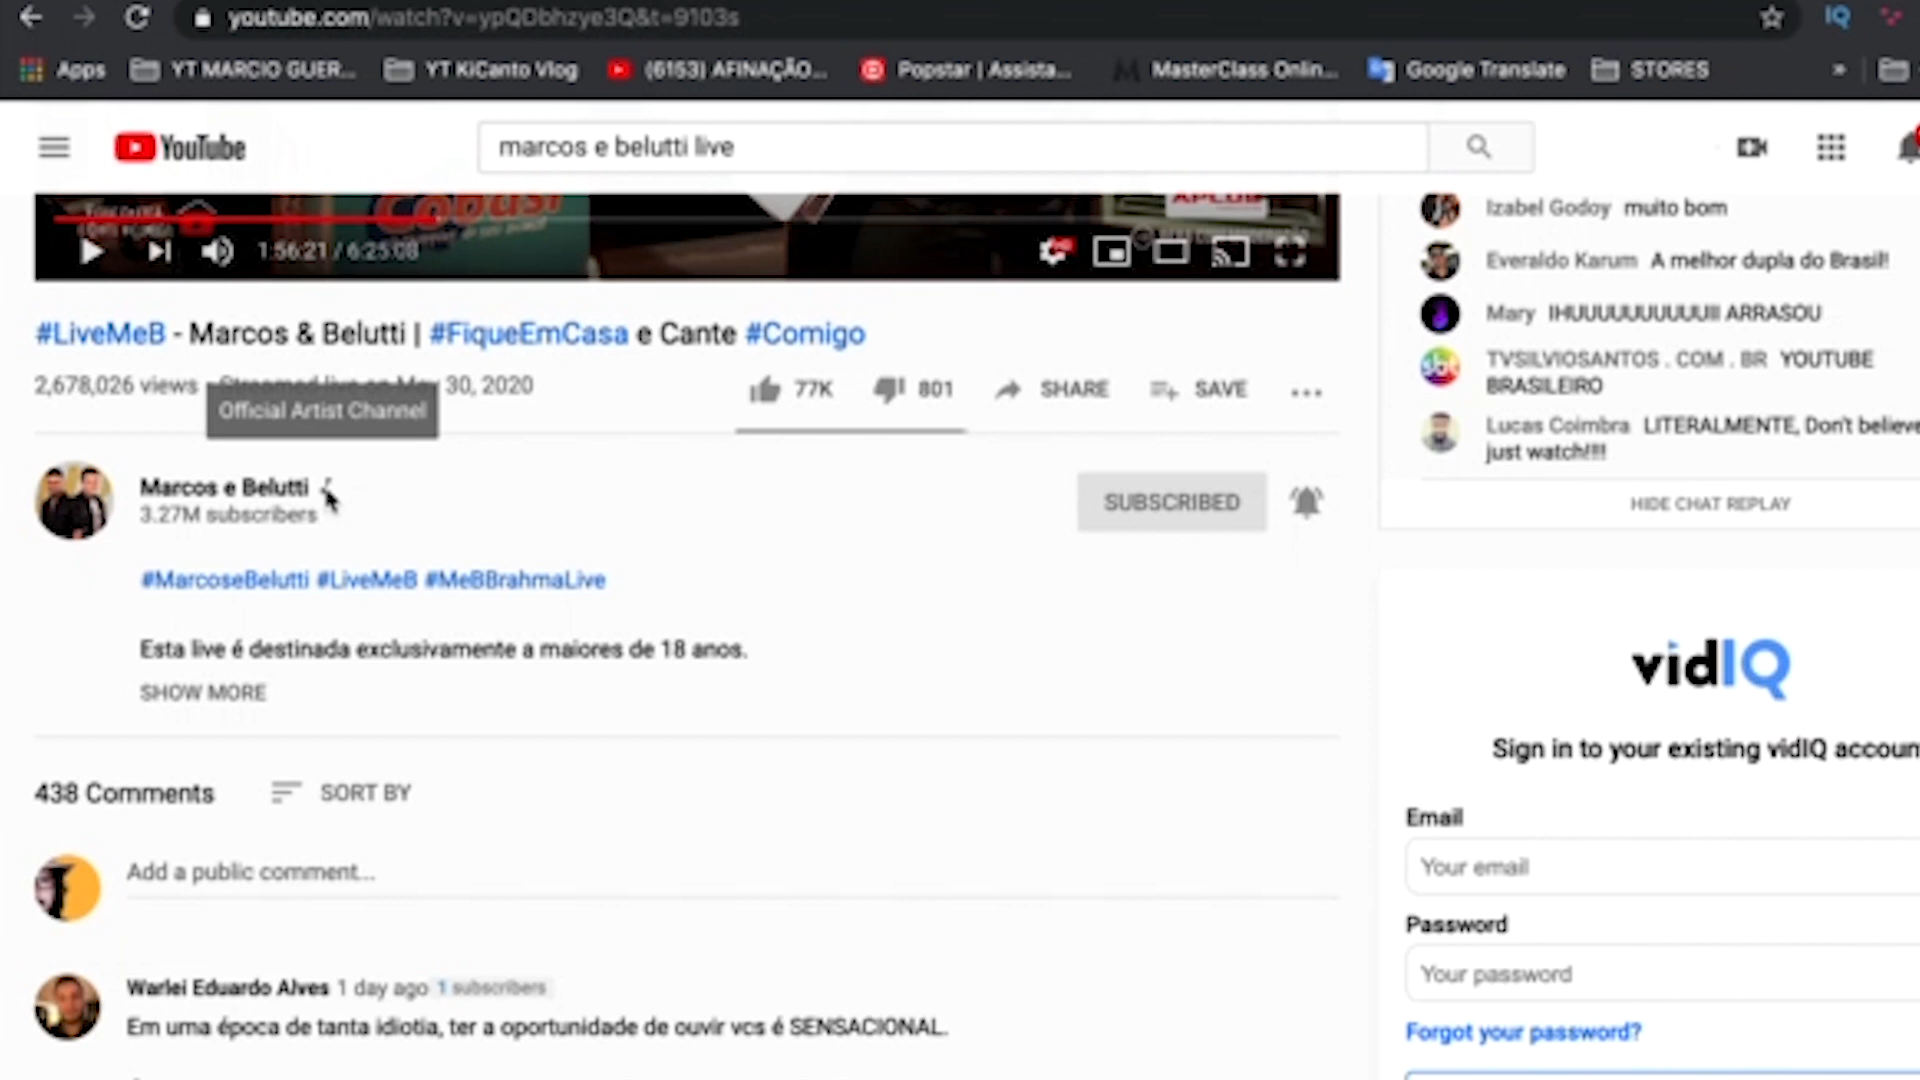 youtube.com/watch?v=ypQDbhzye3Q&t=9103s
IQ
Apps
YT MARCIO GUER...
YT KiCanto Vlog
(6153) AFINAÇÃO...
Popstar | Assista...
MasterClass Onlin...
Google Translate
STORES
»
YouTube
marcos e belutti live
Cobasi
APLUB
1:56:21 / 6:25:08
#LiveMeB - Marcos & Belutti | #FiqueEmCasa e Cante #Comigo
2,678,026 views
Streamed live on May 30, 2020
Official Artist Channel
77K
801
SHARE
SAVE
Marcos e Belutti
3.27M subscribers
SUBSCRIBED
#MarcoseBelutti #LiveMeB #MeBBrahmaLive
Esta live é destinada exclusivamente a maiores de 18 anos.
SHOW MORE
438 Comments
SORT BY
Add a public comment...
Warlei Eduardo Alves 1 day ago 1 subscribers
Em uma época de tanta idiotia, ter a oportunidade de ouvir vcs é SENSACIONAL.
Izabel Godoy muito bom
Everaldo Karum A melhor dupla do Brasil!
Mary IHUUUUUUUUUUIII ARRASOU
TVSILVIOSANTOS . COM . BR YOUTUBE
BRASILEIRO
Lucas Coimbra LITERALMENTE, Don't believe
just watch!!!!
HIDE CHAT REPLAY
vidIQ
Sign in to your existing vidIQ accoun
Email
Your email
Password
Your password
Forgot your password?